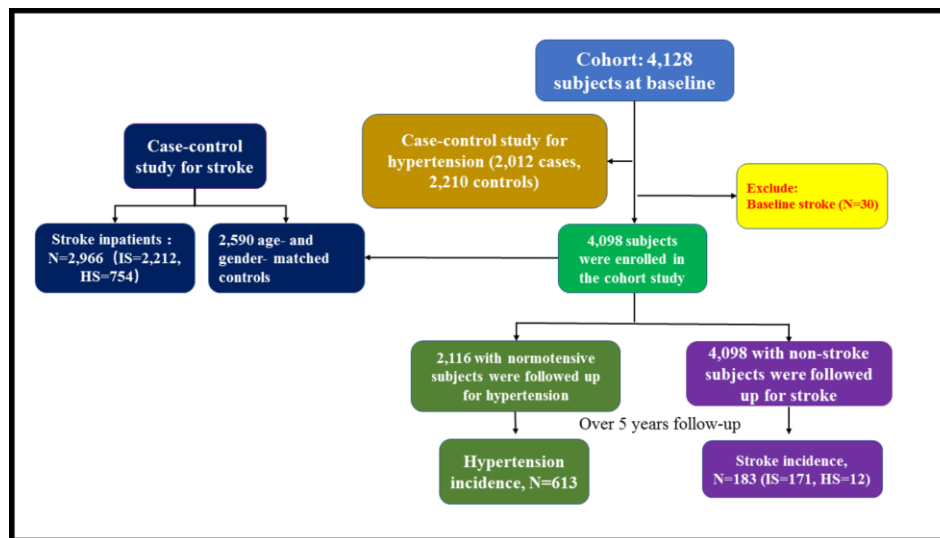 Cohort: 4,128
subjects at baseline
Case-control study for
hypertension (2,012 cases,
2,210 controls)
Case-control
study for stroke
Exclude:
Baseline stroke (N=30)
Stroke inpatients :
N=2,966（IS=2,212,
HS=754）
2,590 age- and
gender- matched
controls
4,098 subjects
were enrolled in
the cohort study
2,116 with normotensive
subjects were followed up
for hypertension
4,098 with non-stroke
subjects were followed
up for stroke
Over 5 years follow-up
Hypertension
incidence, N=613
Stroke incidence,
N=183 (IS=171, HS=12)